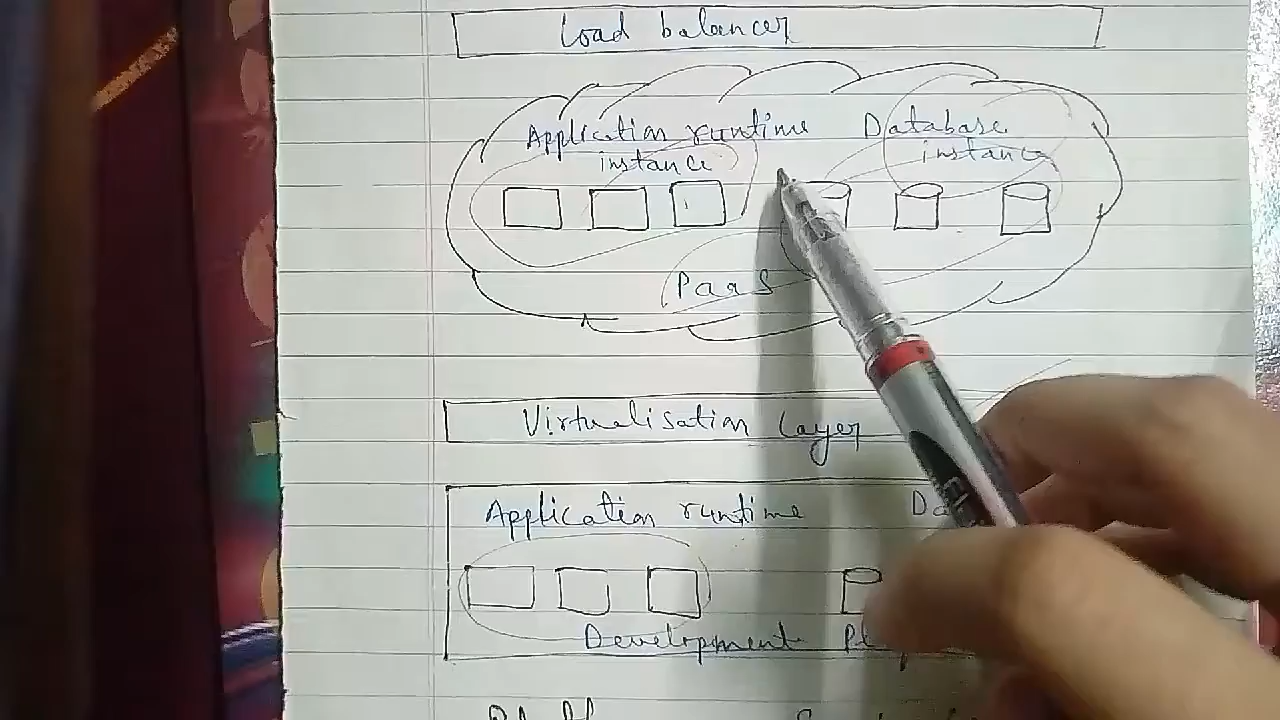 Load balancer
Application runtime instance
Database instance
PaaS
Virtualisation Layer
Application runtime
Development